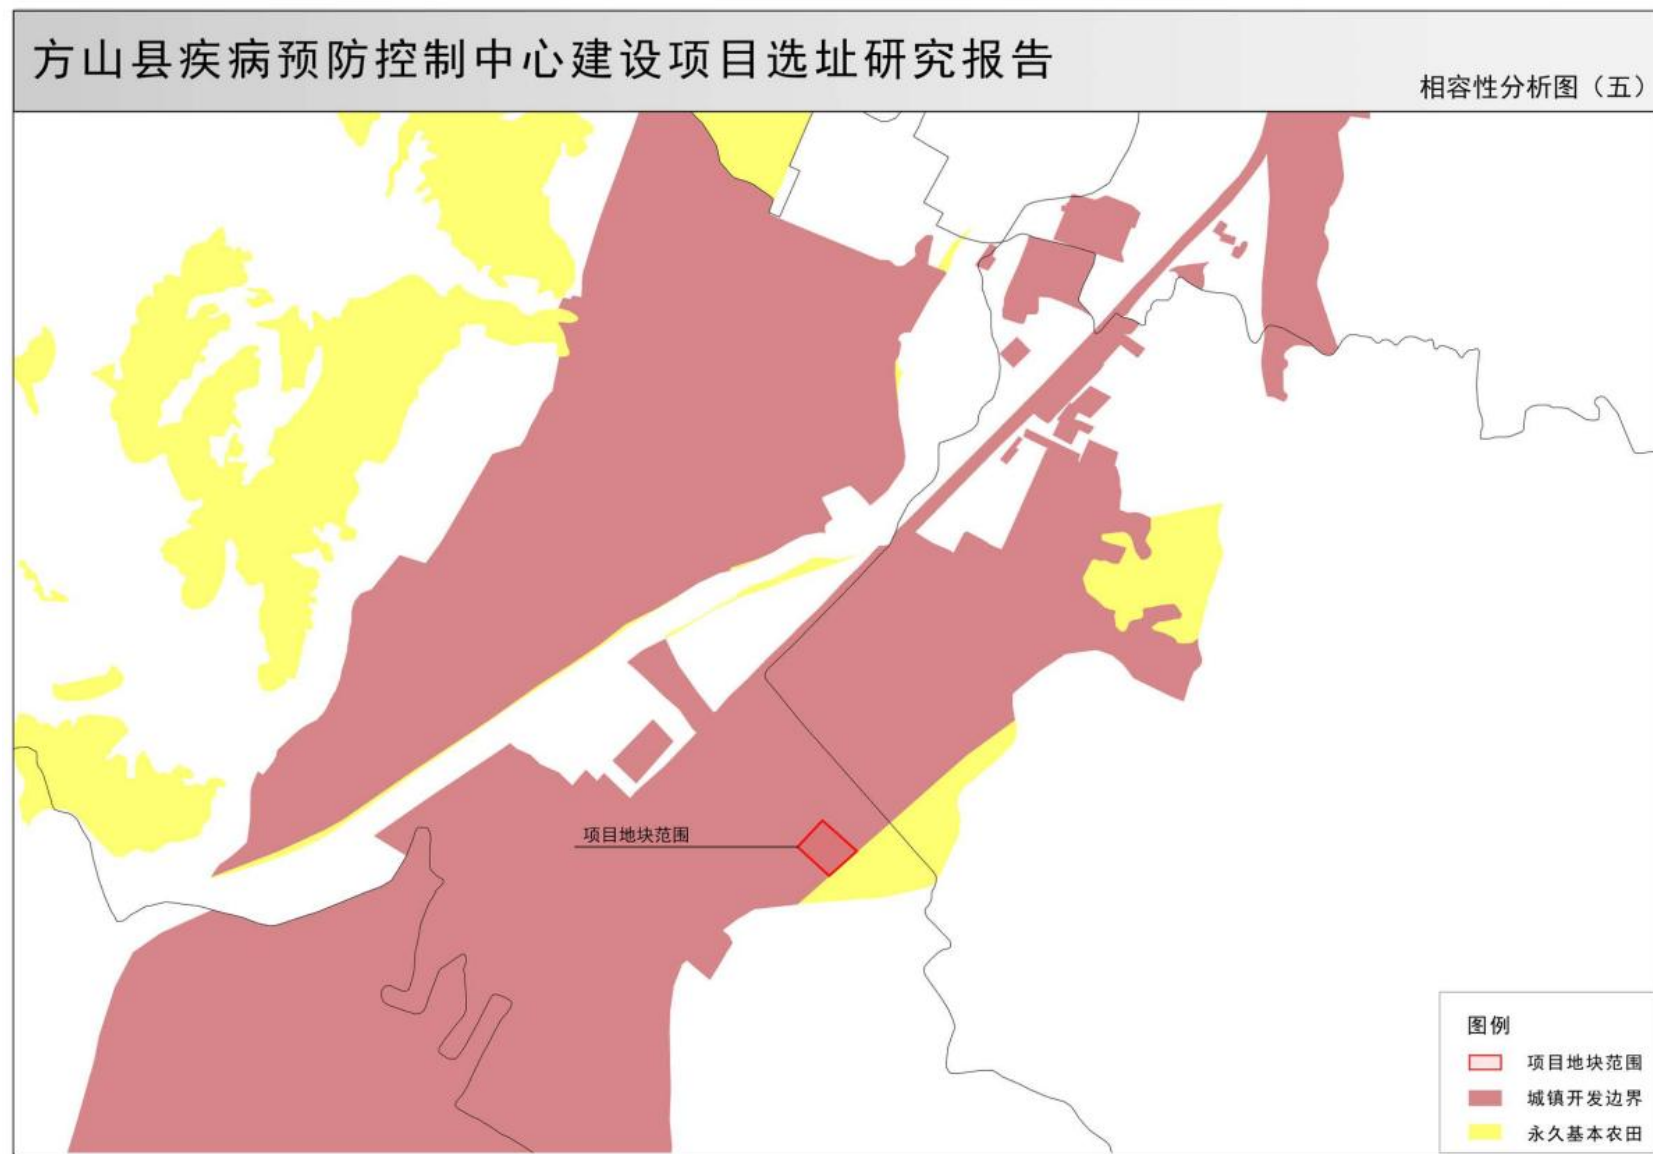 方山县疾病预防控制中心建设项目选址研究报告
相容性分析图（五）
项目地块范围
图例
项目地块范围
城镇开发边界
永久基本农田